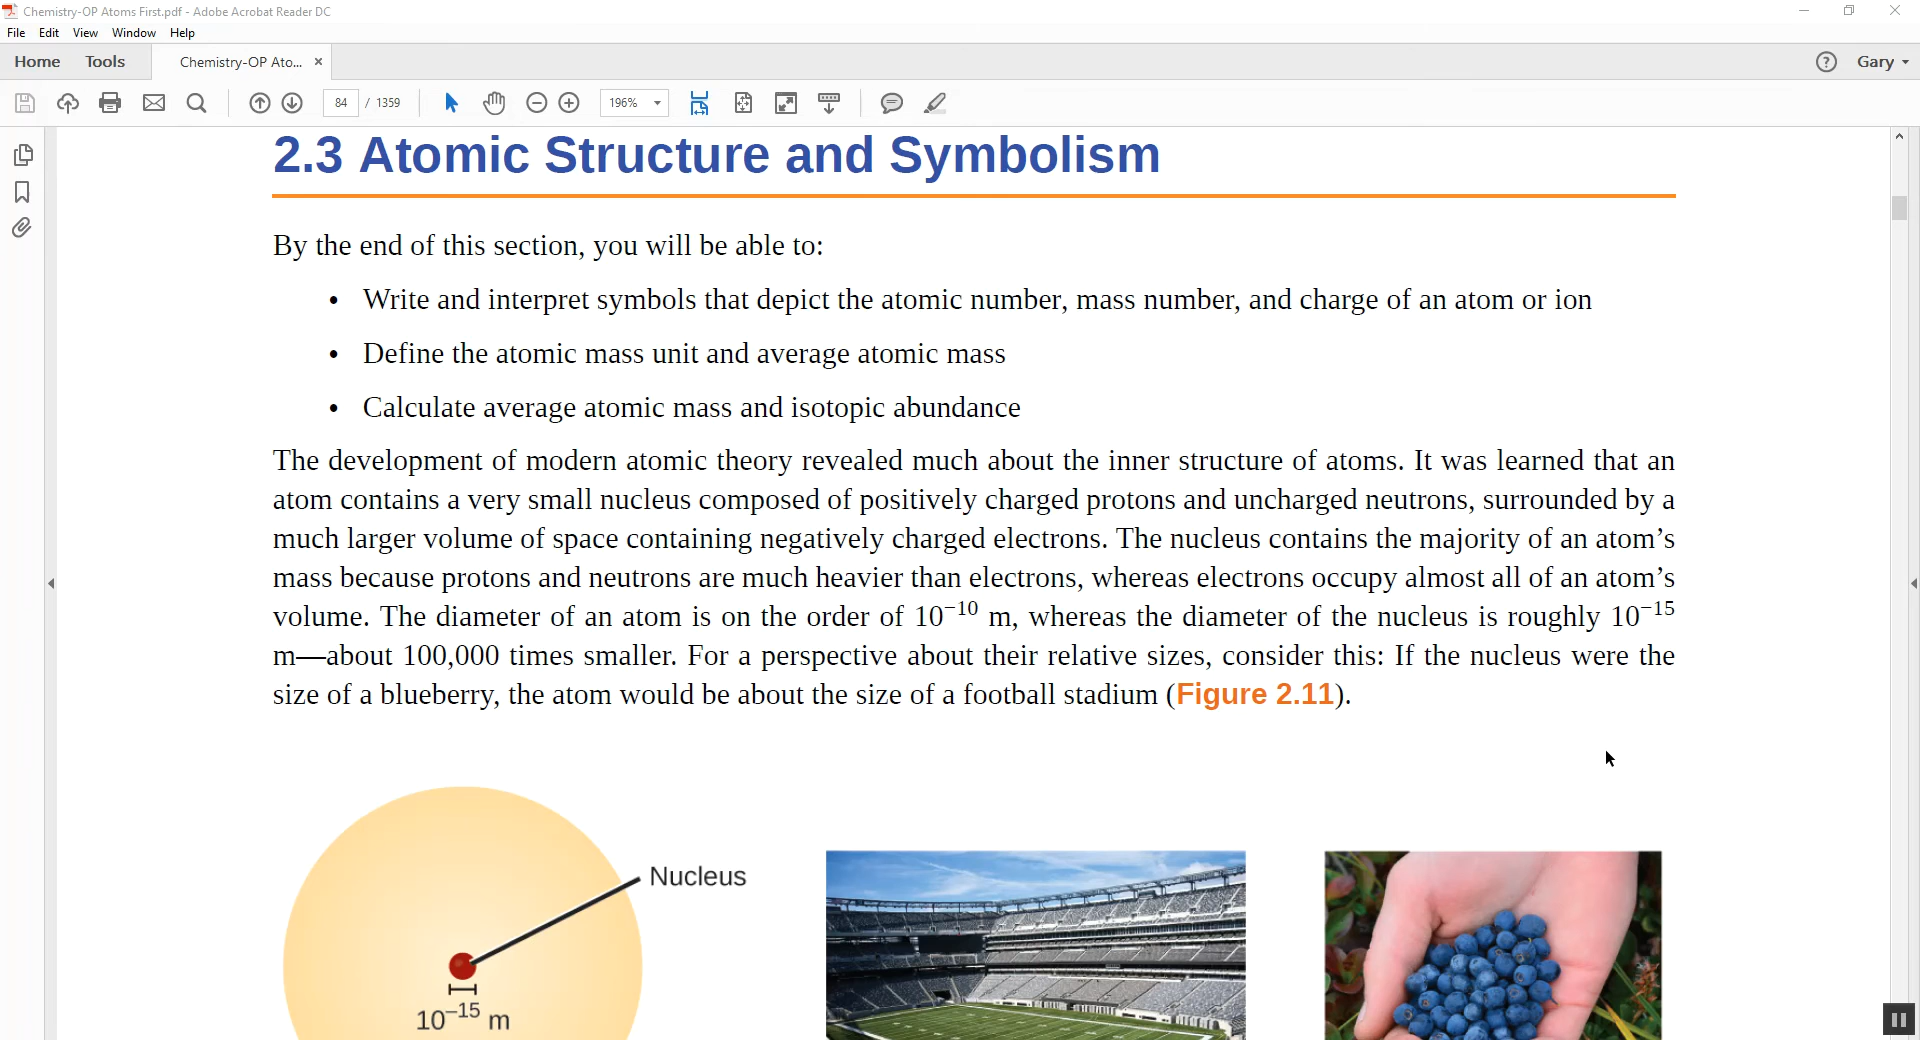 Chemistry-OP Atoms First.pdf - Adobe Acrobat Reader DC
File Edit View Window Help
Home Tools Chemistry-OP Ato... × ? Gary
84 / 1359 196%
2.3 Atomic Structure and Symbolism
By the end of this section, you will be able to:
• Write and interpret symbols that depict the atomic number, mass number, and charge of an atom or ion
• Define the atomic mass unit and average atomic mass
• Calculate average atomic mass and isotopic abundance
The development of modern atomic theory revealed much about the inner structure of atoms. It was learned that an
atom contains a very small nucleus composed of positively charged protons and uncharged neutrons, surrounded by a
much larger volume of space containing negatively charged electrons. The nucleus contains the majority of an atom’s
mass because protons and neutrons are much heavier than electrons, whereas electrons occupy almost all of an atom’s
volume. The diameter of an atom is on the order of 10⁻¹⁰ m, whereas the diameter of the nucleus is roughly 10⁻¹⁵
m—about 100,000 times smaller. For a perspective about their relative sizes, consider this: If the nucleus were the
size of a blueberry, the atom would be about the size of a football stadium (Figure 2.11).
Nucleus
10⁻¹⁵ m